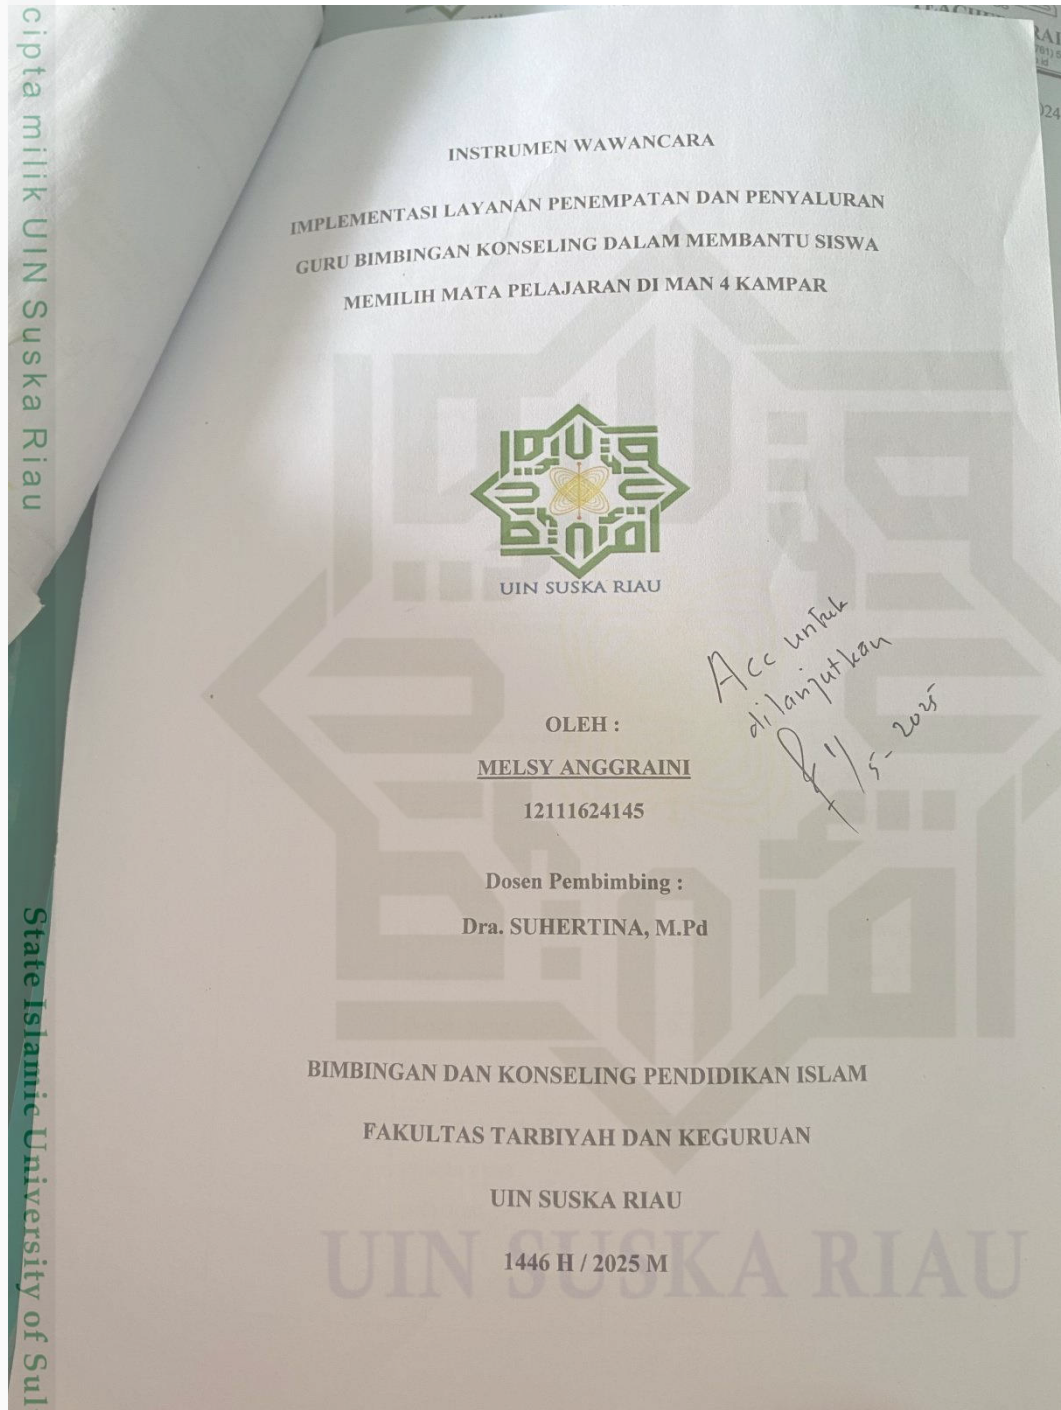 cipta milik UIN Suska Riau
State Islamic University of Sul
INSTRUMEN WAWANCARA
IMPLEMENTASI LAYANAN PENEMPATAN DAN PENYALURAN
GURU BIMBINGAN KONSELING DALAM MEMBANTU SISWA
MEMILIH MATA PELAJARAN DI MAN 4 KAMPAR
UIN SUSKA RIAU
Acc untuk
dilanjutkan
5-2025
OLEH :
MELSY ANGGRAINI
12111624145
Dosen Pembimbing :
Dra. SUHERTINA, M.Pd
BIMBINGAN DAN KONSELING PENDIDIKAN ISLAM
FAKULTAS TARBIYAH DAN KEGURUAN
UIN SUSKA RIAU
1446 H / 2025 M
UIN SUSKA RIAU